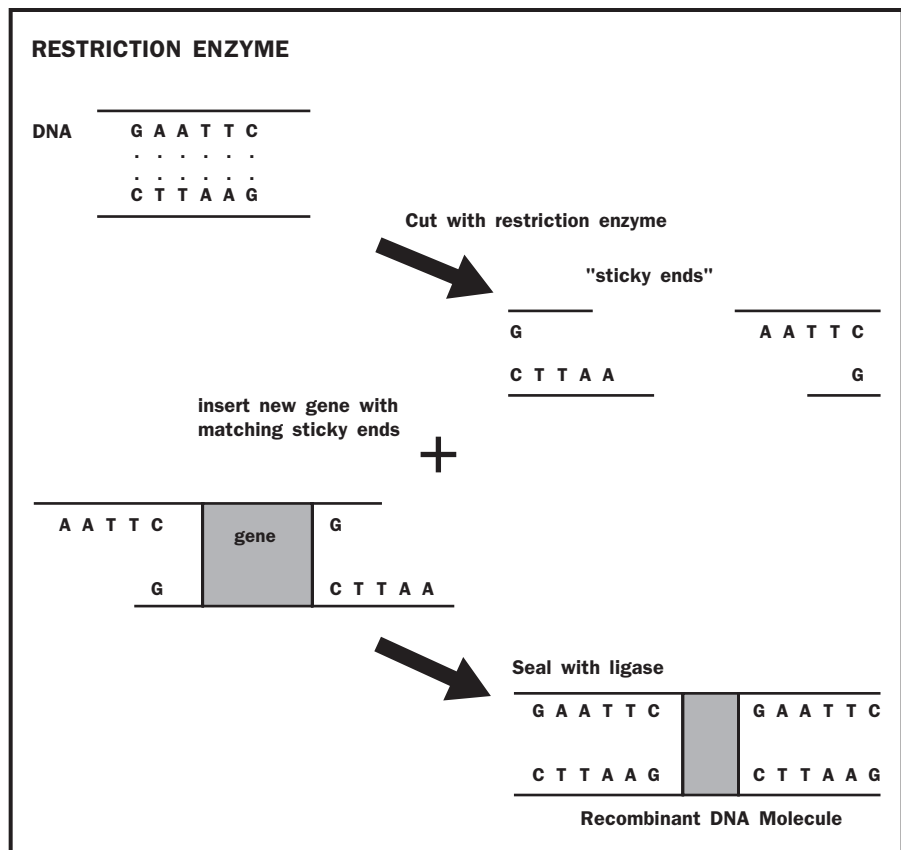 RESTRICTION ENZYME
DNA G A A T T C
. . . . . .
. . . . . .
C T T A A G
Cut with restriction enzyme
"sticky ends"
G A A T T C
C T T A A G
insert new gene with
matching sticky ends
+
A A T T C gene G
G C T T A A
Seal with ligase
G A A T T C G A A T T C
C T T A A G C T T A A G
Recombinant DNA Molecule